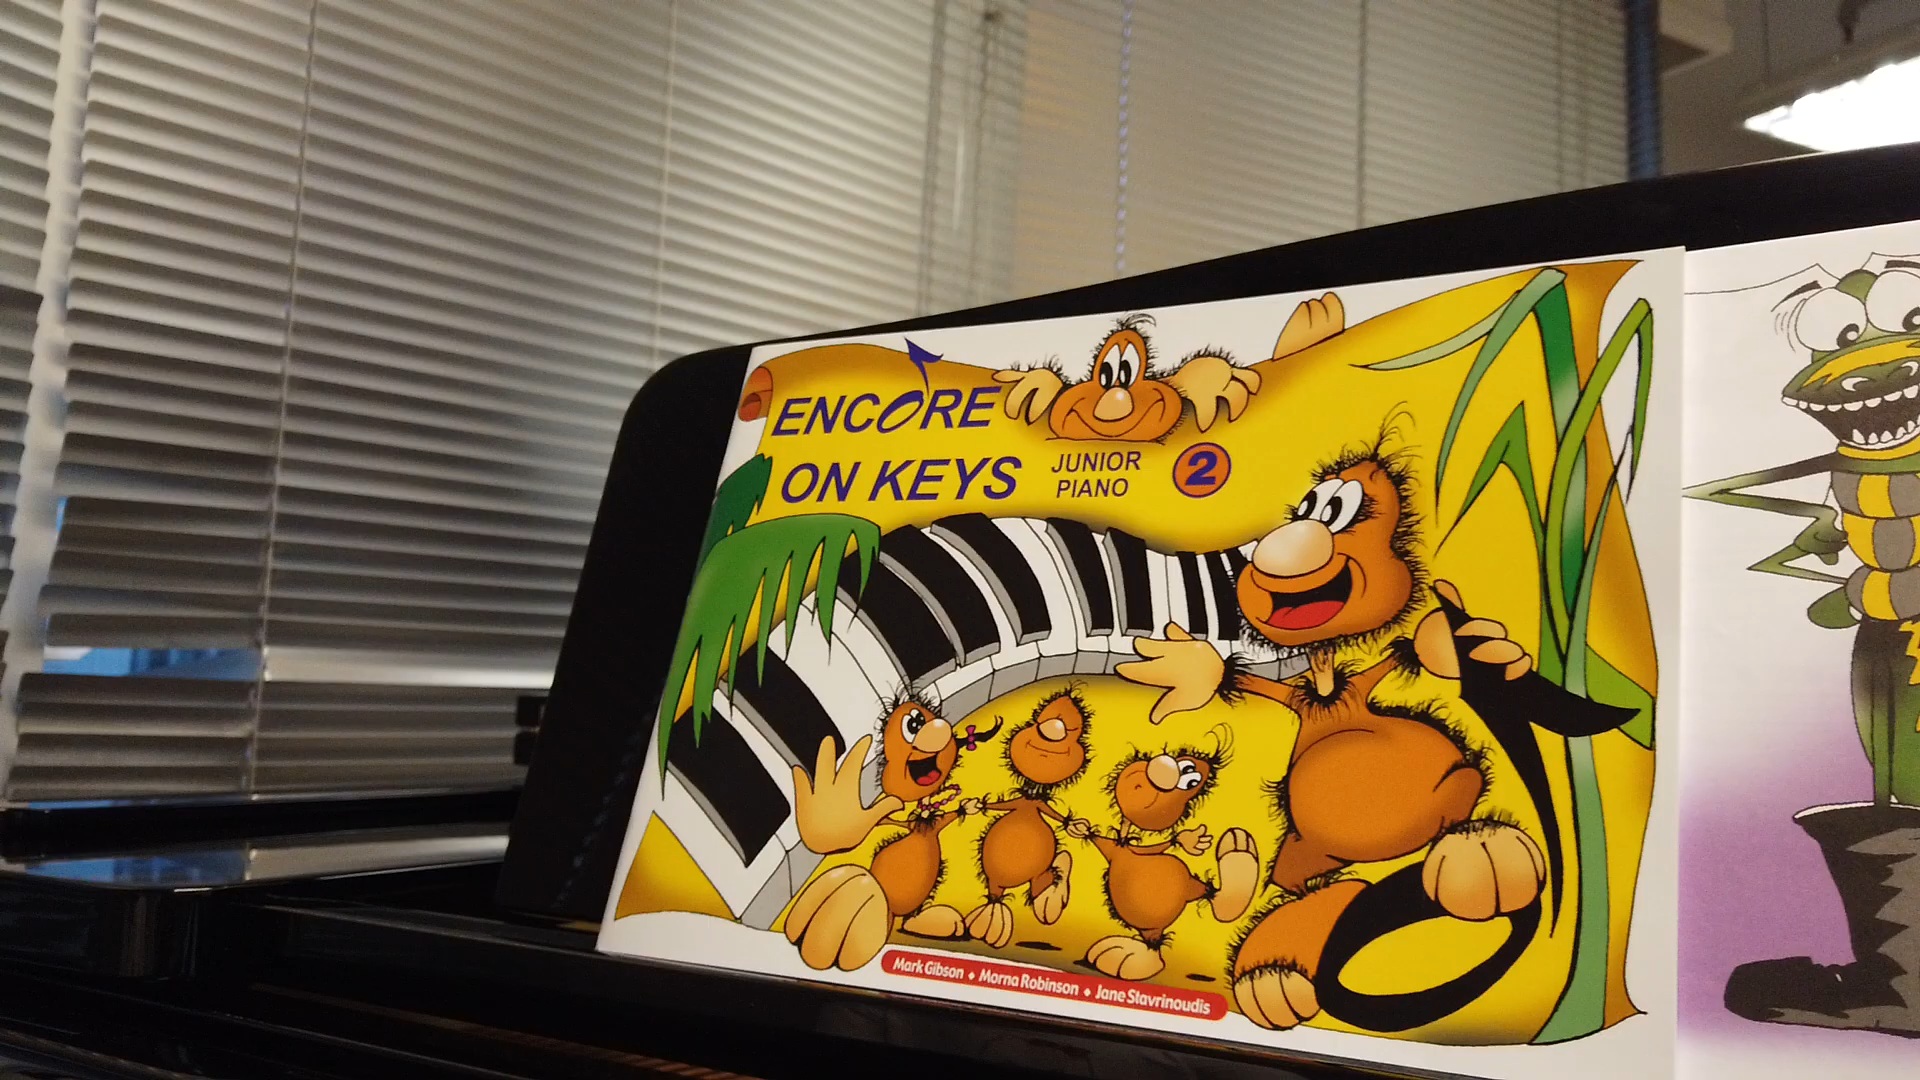 ENCORE
ON KEYS
JUNIOR
PIANO
2
Mark Gibson ⬥ Morna Robinson ⬥ Jane Stavrinoudis